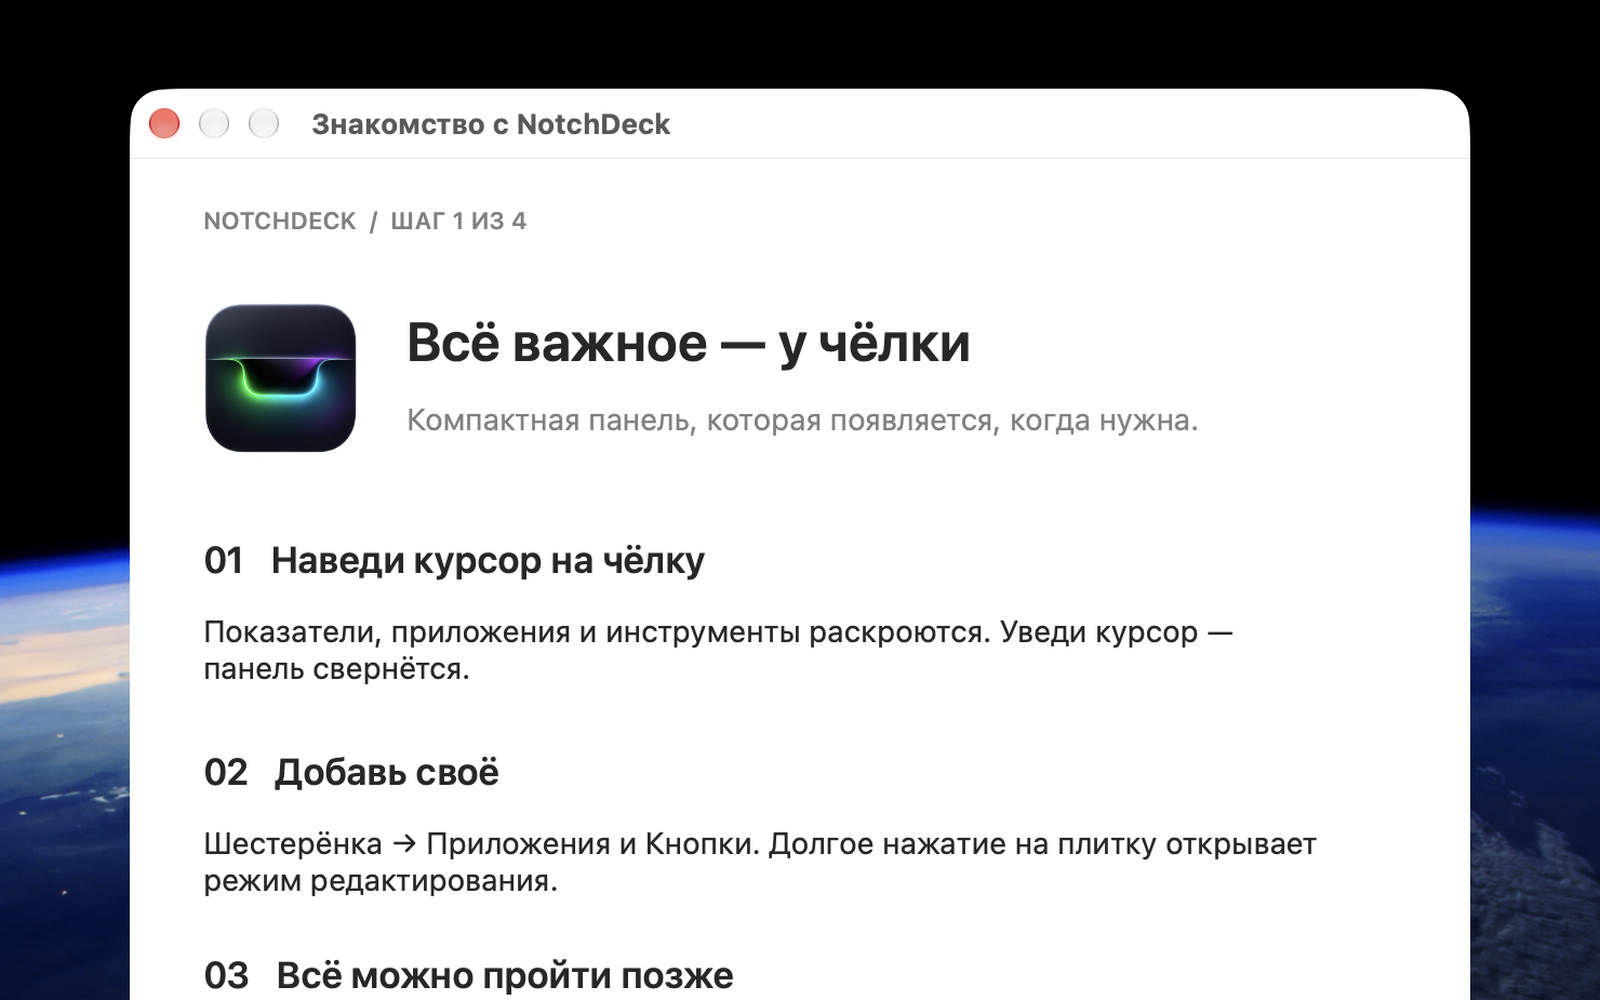 Знакомство с NotchDeck
NOTCHDECK / ШАГ 1 ИЗ 4
Всё важное — у чёлки
Компактная панель, которая появляется, когда нужна.
01 Наведи курсор на чёлку
Показатели, приложения и инструменты раскроются. Уведи курсор —
панель свернётся.
02 Добавь своё
Шестерёнка → Приложения и Кнопки. Долгое нажатие на плитку открывает
режим редактирования.
03 Всё можно пройти позже